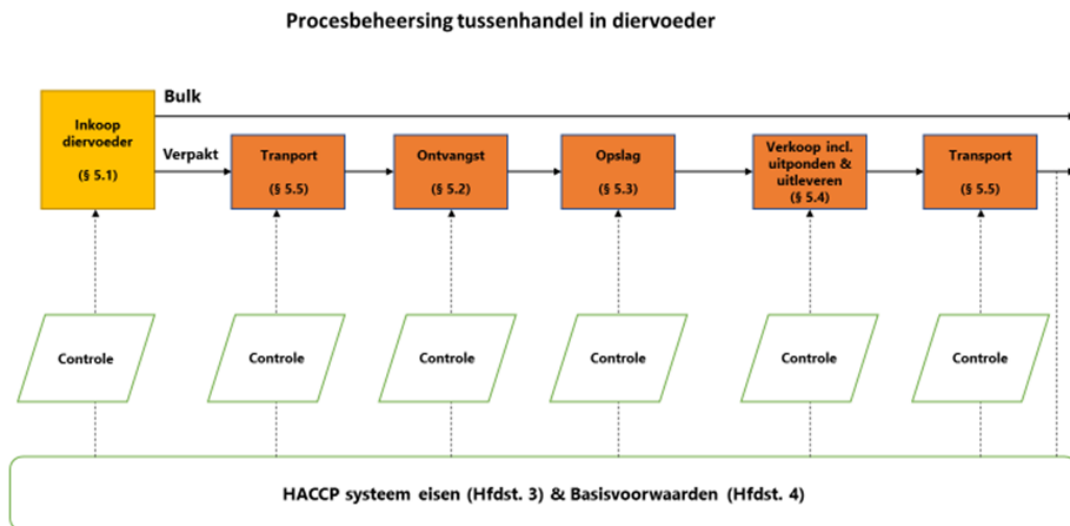 Procesbeheersing tussenhandel in diervoeder
Bulk
Inkoop
diervoeder
(§ 5.1)
Verpakt
Tranport
(§ 5.5)
Ontvangst
(§ 5.2)
Opslag
(§ 5.3)
Verkoop incl.
uitponden &
uitleveren
(§ 5.4)
Transport
(§ 5.5)
Controle
Controle
Controle
Controle
Controle
Controle
HACCP systeem eisen (Hfdst. 3) & Basisvoorwaarden (Hfdst. 4)